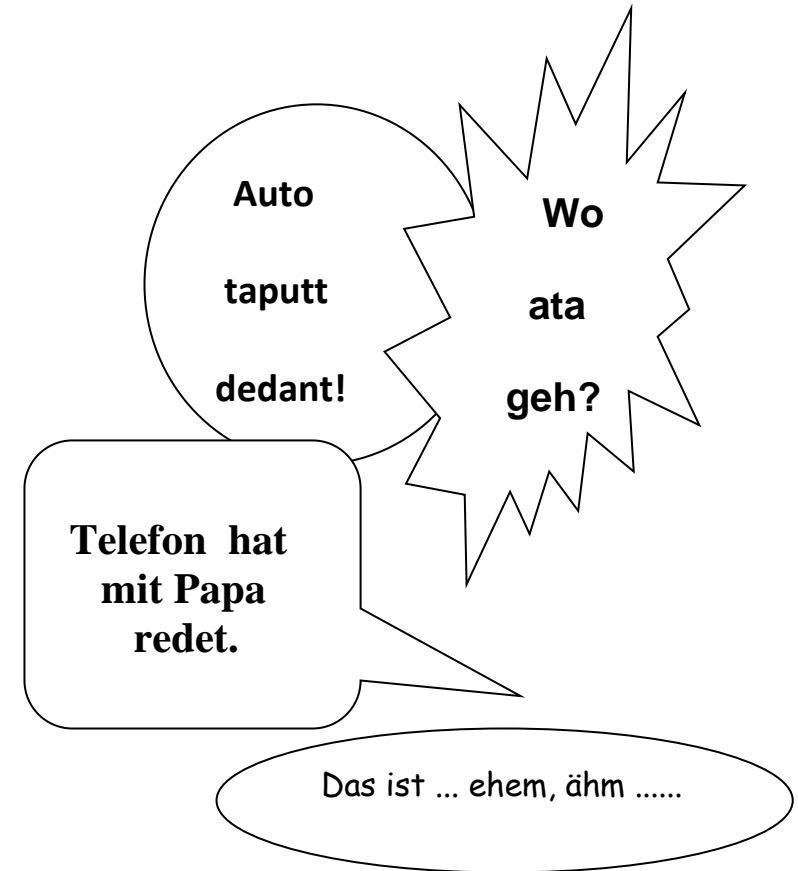 Auto
taputt
dedant!
Wo
ata
geh?
Telefon hat
mit Papa
redet.
Das ist ... ehem, ähm ......